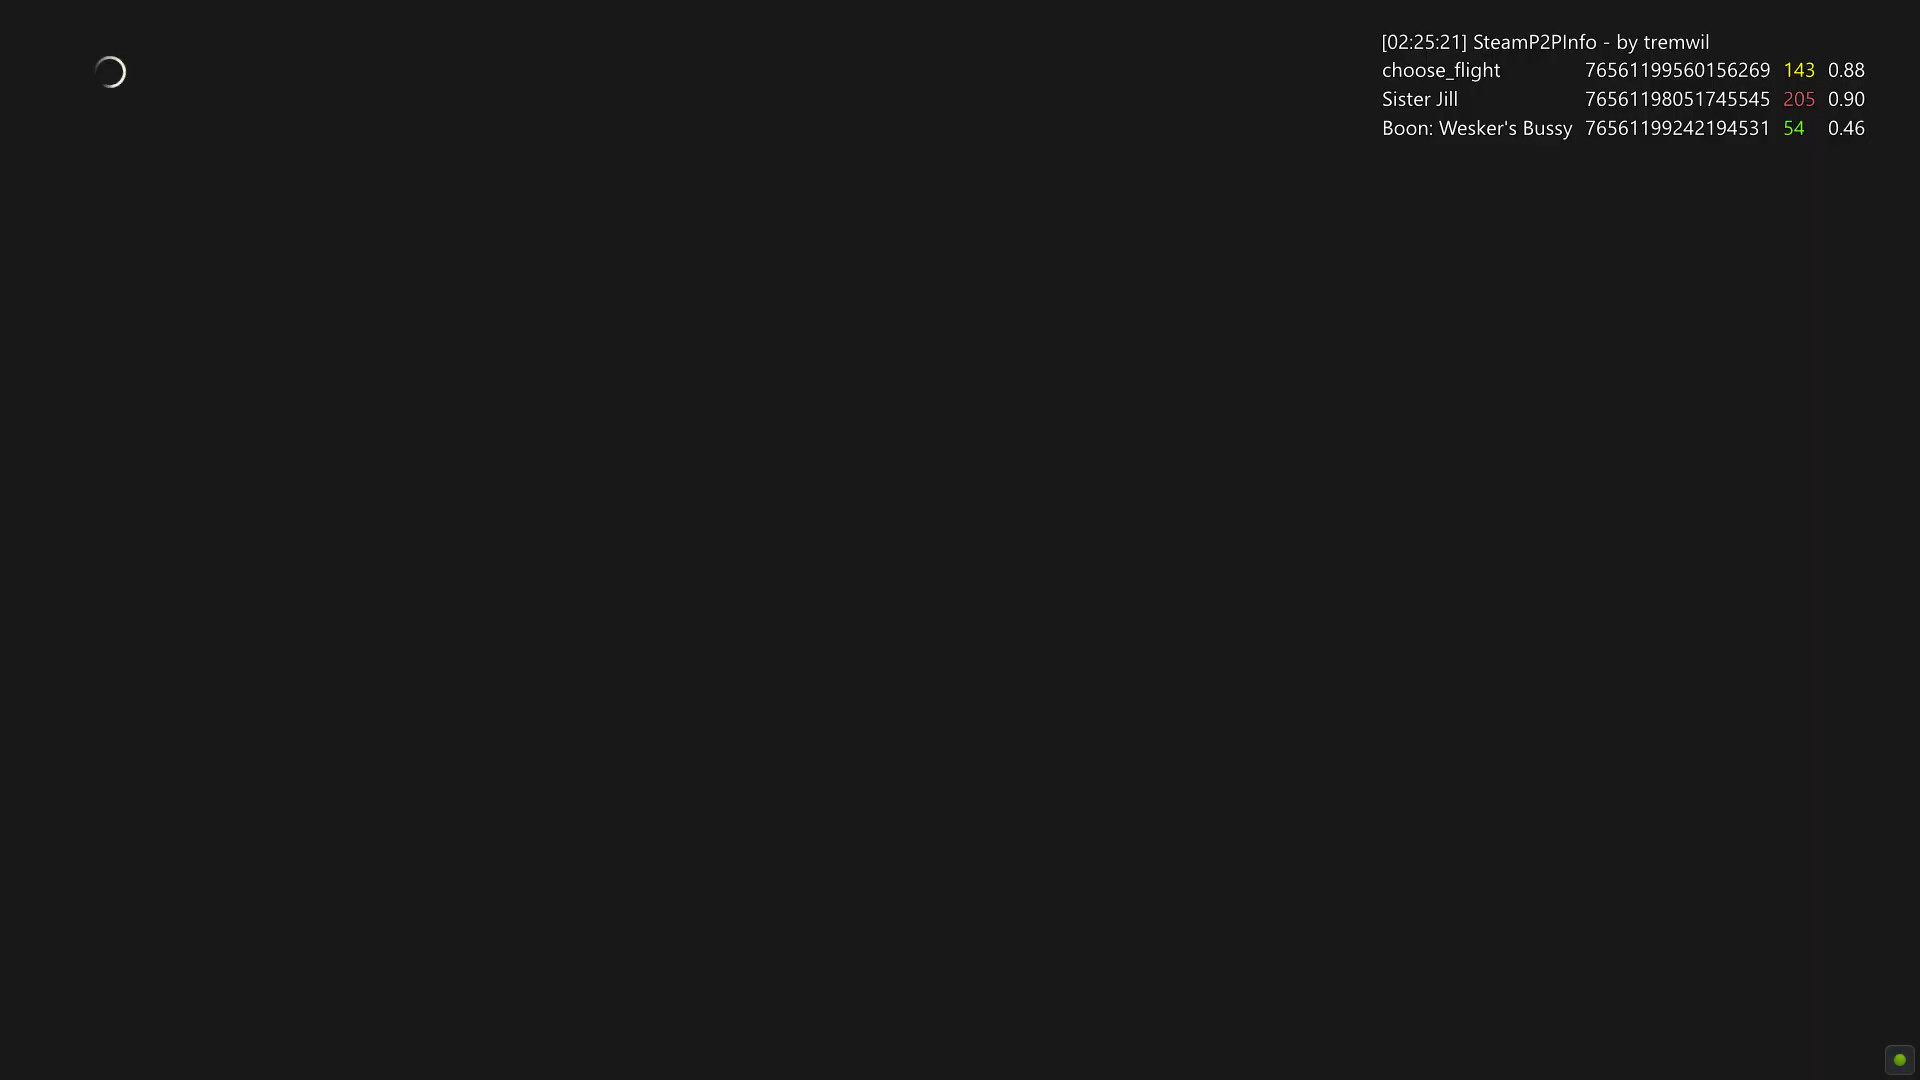 [02:25:21] SteamP2PInfo - by tremwil
choose_flight 76561199560156269 143 0.88
Sister Jill 76561198051745545 205 0.90
Boon: Wesker's Bussy 76561199242194531 54 0.46